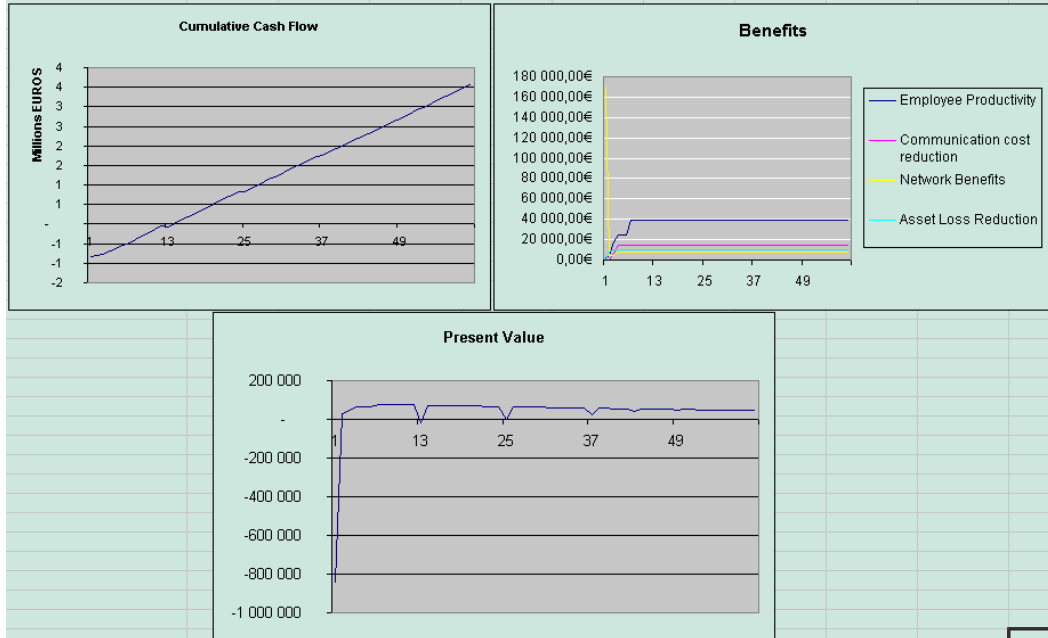 Cumulative Cash Flow
Millions EUROS
4
4
3
3
2
2
1
1
-
-1
-1
-2
1 13 25 37 49
Benefits
180 000,00€
160 000,00€
140 000,00€
120 000,00€
100 000,00€
80 000,00€
60 000,00€
40 000,00€
20 000,00€
0,00€
1 13 25 37 49
Employee Productivity
Communication cost
reduction
Network Benefits
Asset Loss Reduction
Present Value
200 000
-
-200 000
-400 000
-600 000
-800 000
-1 000 000
1 13 25 37 49